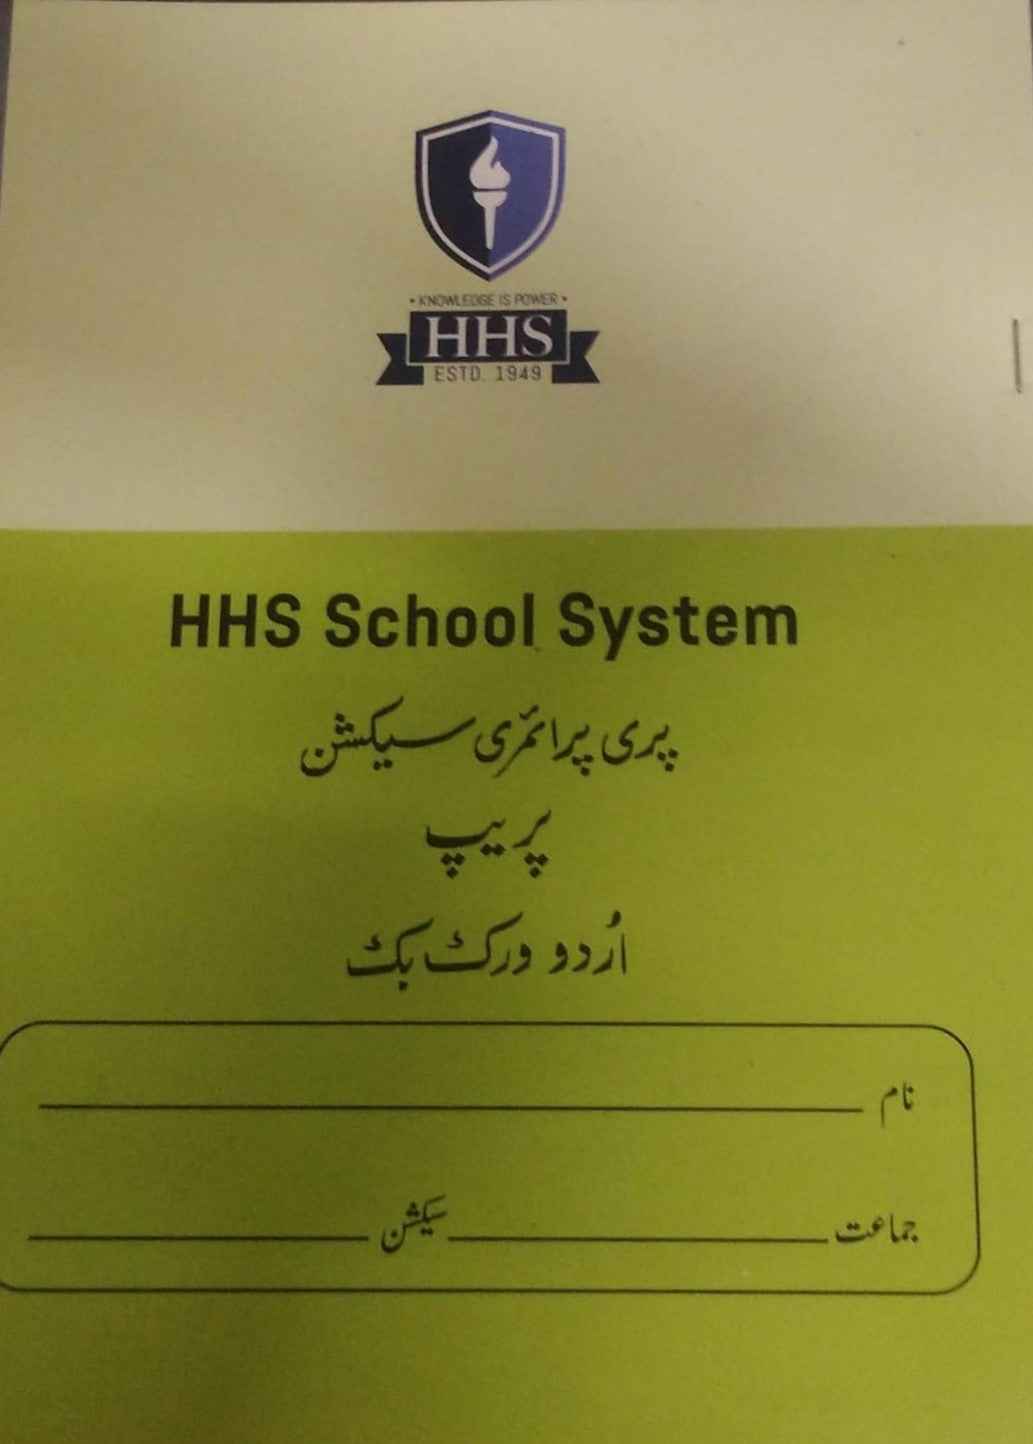 • KNOWLEDGE IS POWER •
HHS
ESTD. 1949
HHS School System
پری پرائمری سیکشن
پریپ
اُردو ورک بک
نام
جماعت سیکشن